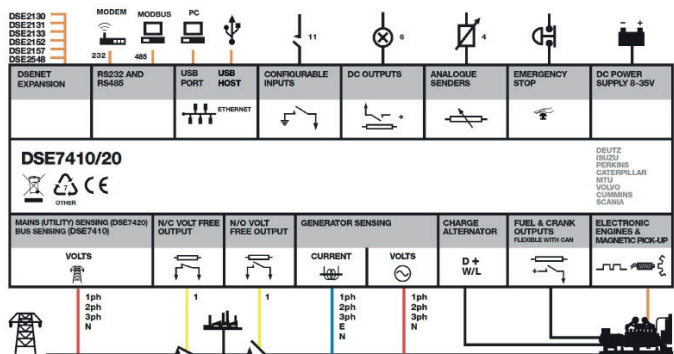 DSE2130
DSE2131
DSE2133
DSE2152
DSE2157
DSE2548
MODEM
MODBUS
PC
232
485
11
6
4
- +
DSENET
EXPANSION
RS232 AND
RS485
USB
PORT
USB
HOST
ETHERNET
CONFIGURABLE
INPUTS
DC OUTPUTS
+
ANALOGUE
SENDERS
EMERGENCY
STOP
DC POWER
SUPPLY 8-35V
DSE7410/20
7
OTHER
CE
DEUTZ
ISUZU
PERKINS
CATERPILLAR
MTU
VOLVO
CUMMINS
SCANIA
MAINS (UTILITY) SENSING (DSE7420)
BUS SENSING (DSE7410)
VOLTS
N/C VOLT FREE
OUTPUT
N/O VOLT
FREE OUTPUT
GENERATOR SENSING
CURRENT
VOLTS
CHARGE
ALTERNATOR
D+
W/L
FUEL & CRANK
OUTPUTS
FLEXIBLE WITH CAN
+
ELECTRONIC
ENGINES &
MAGNETIC PICK-UP
1ph
2ph
3ph
N
1
1
1ph
2ph
3ph
E
N
1ph
2ph
3ph
N